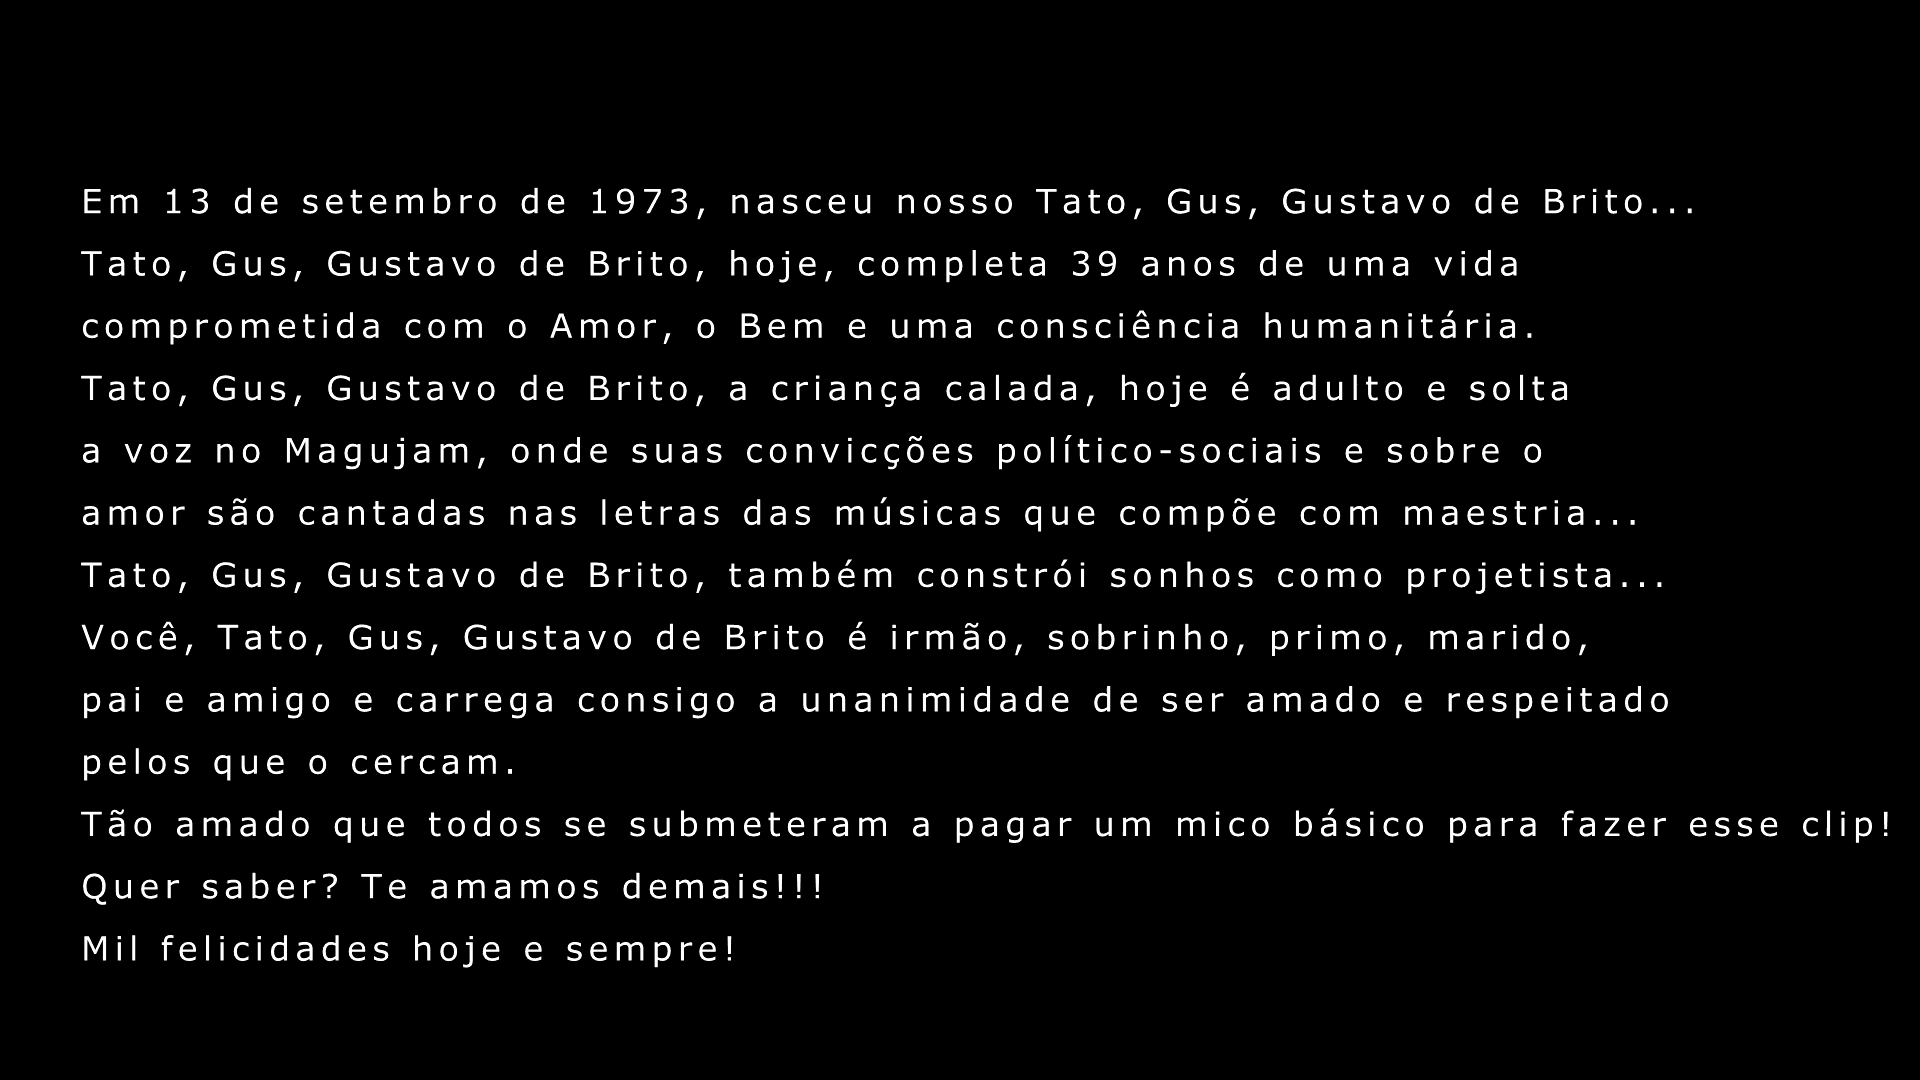 Em 13 de setembro de 1973, nasceu nosso Tato, Gus, Gustavo de Brito...
Tato, Gus, Gustavo de Brito, hoje, completa 39 anos de uma vida
comprometida com o Amor, o Bem e uma consciência humanitária.
Tato, Gus, Gustavo de Brito, a criança calada, hoje é adulto e solta
a voz no Magujam, onde suas convicções político-sociais e sobre o
amor são cantadas nas letras das músicas que compõe com maestria...
Tato, Gus, Gustavo de Brito, também constrói sonhos como projetista...
Você, Tato, Gus, Gustavo de Brito é irmão, sobrinho, primo, marido,
pai e amigo e carrega consigo a unanimidade de ser amado e respeitado
pelos que o cercam.
Tão amado que todos se submeteram a pagar um mico básico para fazer esse clip!
Quer saber? Te amamos demais!!!
Mil felicidades hoje e sempre!